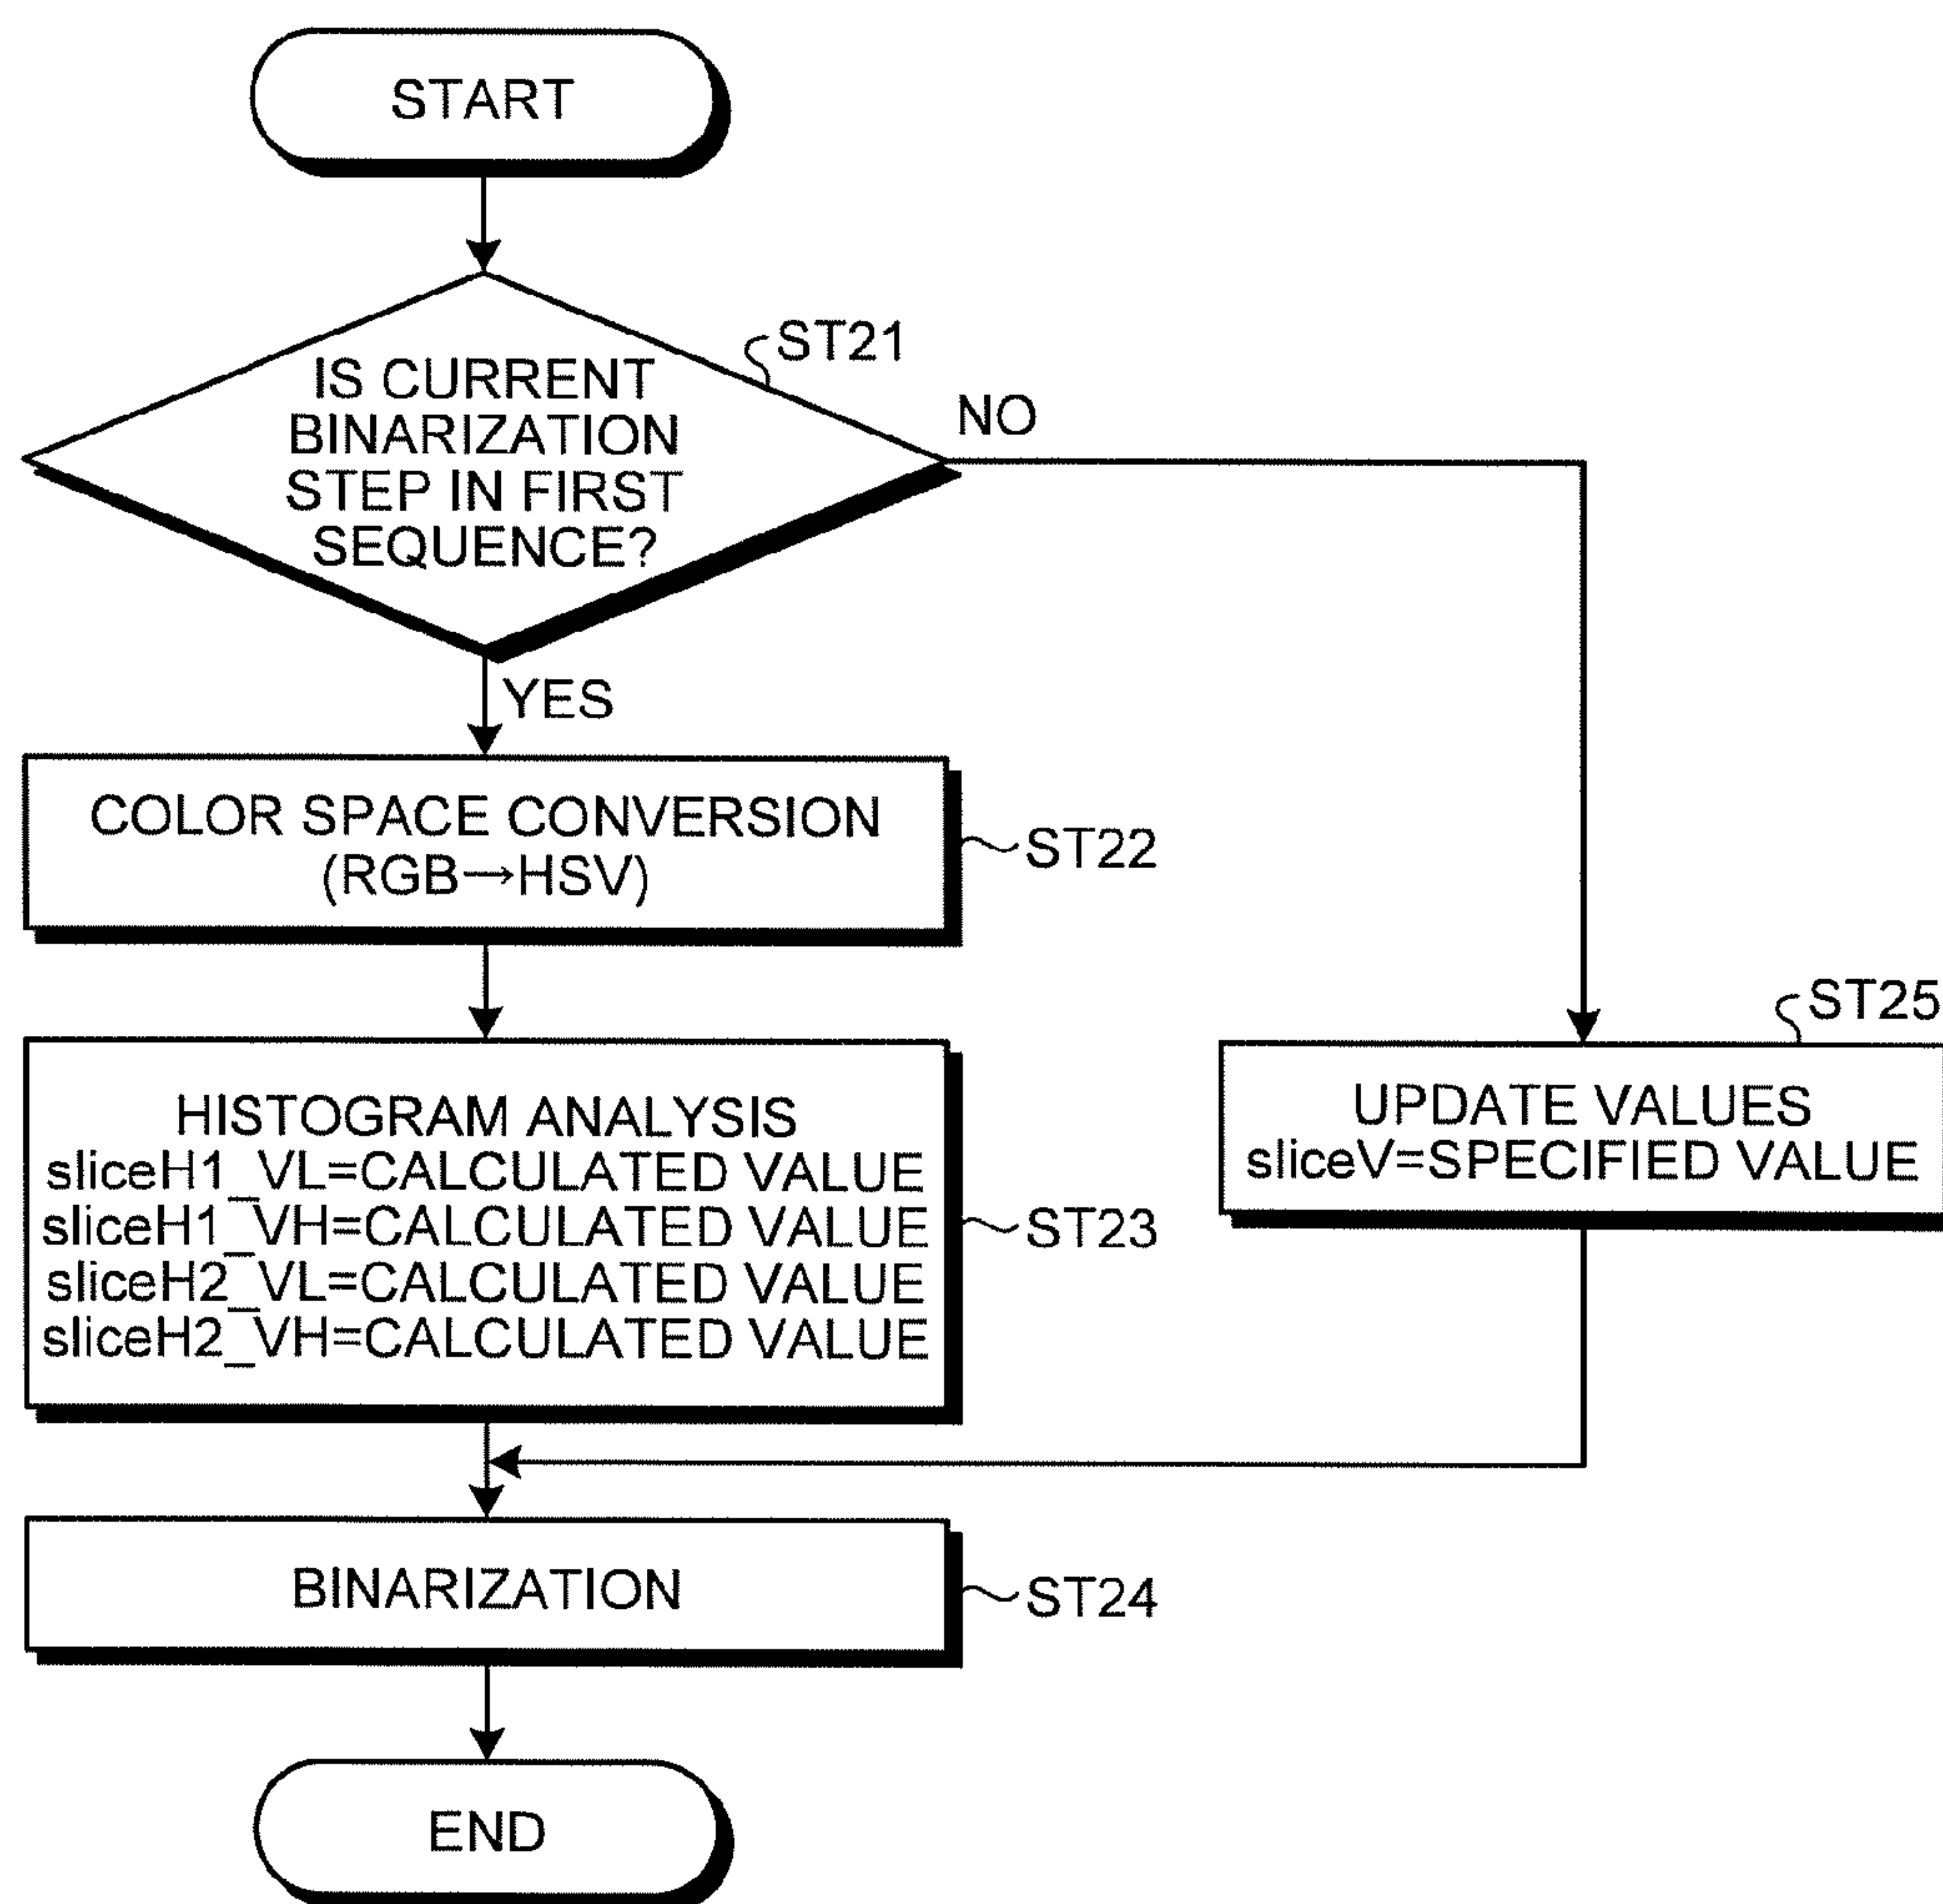 START
ST21
IS CURRENT
BINARIZATION
STEP IN FIRST
SEQUENCE?
NO
YES
COLOR SPACE CONVERSION
(RGB→HSV)
ST22
HISTOGRAM ANALYSIS
sliceH1_VL=CALCULATED VALUE
sliceH1_VH=CALCULATED VALUE
sliceH2_VL=CALCULATED VALUE
sliceH2_VH=CALCULATED VALUE
ST23
ST25
UPDATE VALUES
sliceV=SPECIFIED VALUE
BINARIZATION
ST24
END